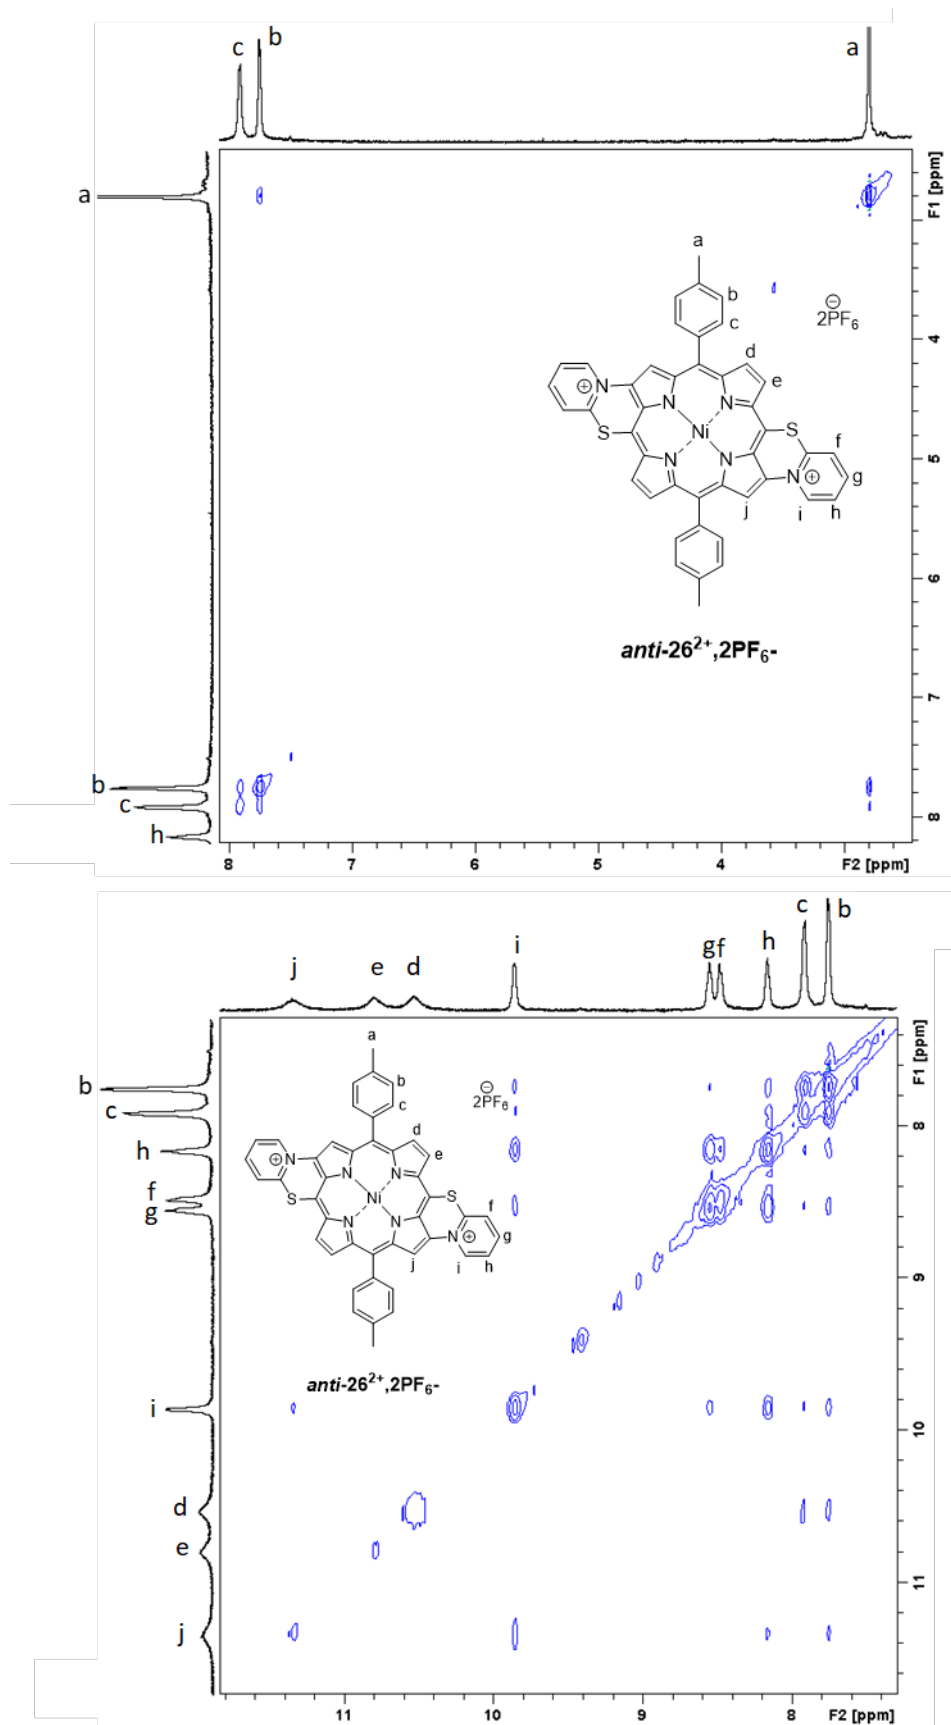 c b a
a
F1 [ppm]
a
b
c
⊖
2PF6
d
e
N
⊕
N N
S
Ni
S
f
N N
N
⊕
g
j i h
anti-26²⁺,2PF₆-
4
5
6
7
8
b
c
h
8 7 6 5 4 F2 [ppm]
c b
j e d i g f h
F1 [ppm]
b
c
h
f
g
a
b
c
⊖
2PF6
d
e
N
⊕
N N
S
Ni
S
f
N N
N
⊕
g
j i h
anti-26²⁺,2PF₆-
8
9
10
11
i
d
e
j
11 10 9 8 F2 [ppm]